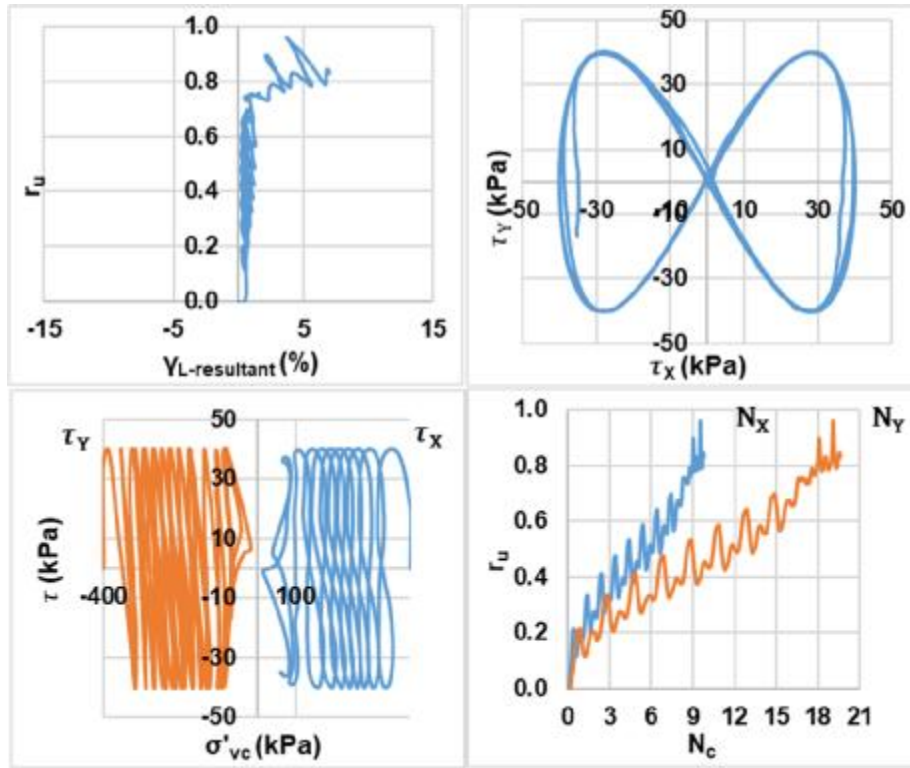 1.0
0.8
0.6
0.4
0.2
0.0
r_u
-15 -5 5 15
γ_L-resultant (%)
50
30
10
50 -30 -10 10 30 50
-10
-30
-50
τ_Y (kPa)
τ_X (kPa)
τ_Y 50 τ_X
30
10
-400 -10 100
-30
-50
τ (kPa)
σ'_vc (kPa)
1.0 N_X N_Y
0.8
0.6
0.4
0.2
0.0
r_u
0 3 6 9 12 15 18 21
N_c